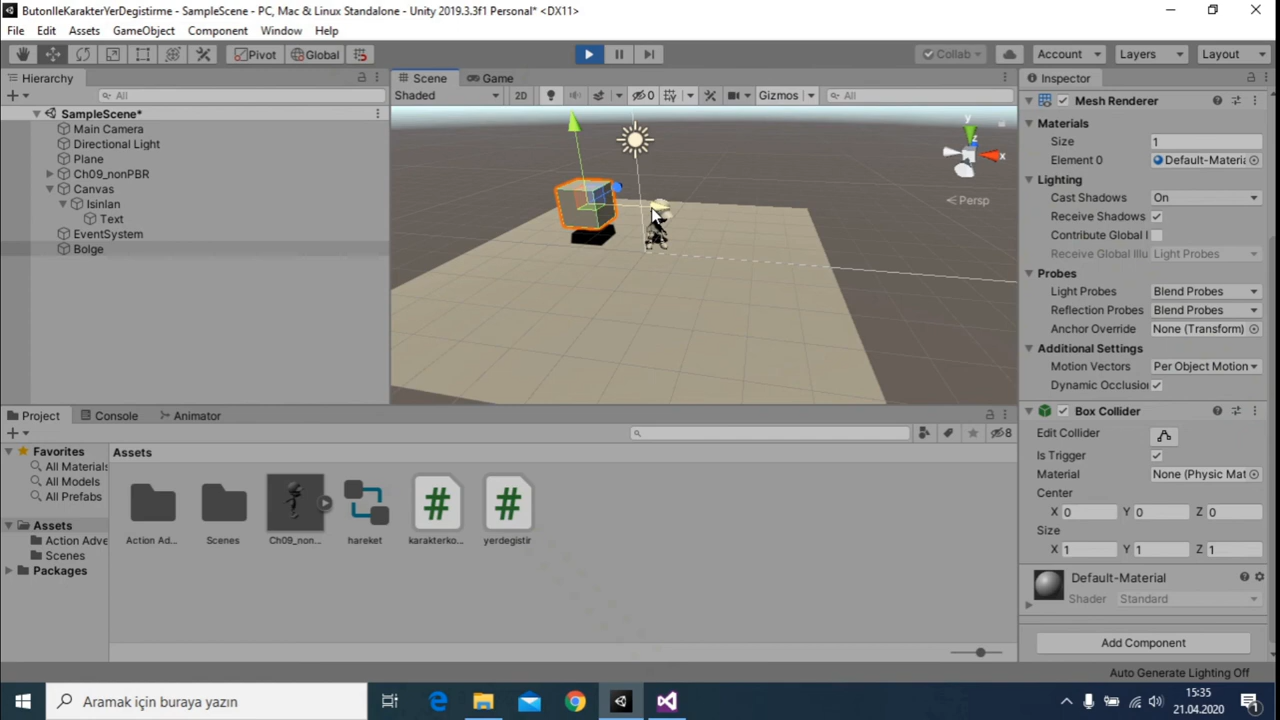 ButonIleKarakterYerDegistirme - SampleScene - PC, Mac & Linux Standalone - Unity 2019.3.3f1 Personal* <DX11>
File Edit Assets GameObject Component Window Help
Pivot Global Collab Account Layers Layout
Hierarchy Scene Game Inspector
All Shaded 2D 0 Gizmos All Mesh Renderer
SampleScene*
Main Camera
Directional Light
Plane
Ch09_nonPBR
Canvas
Isinlan
Text
EventSystem
Bolge
y
z
x
Persp
Materials
Size 1
Element 0 Default-Materia
Lighting
Cast Shadows On
Receive Shadows
Contribute Global I
Receive Global Illu Light Probes
Probes
Light Probes Blend Probes
Reflection Probes Blend Probes
Anchor Override None (Transform)
Additional Settings
Motion Vectors Per Object Motion
Dynamic Occlusion
Box Collider
Edit Collider
Is Trigger
Material None (Physic Mat
Center
X 0 Y 0 Z 0
Size
X 1 Y 1 Z 1
Default-Material
Shader Standard
Add Component
Auto Generate Lighting Off
Project Console Animator
8
Favorites
All Materials
All Models
All Prefabs
Assets
Action Adve
Scenes
Packages
Assets
Action Ad... Scenes Ch09_non... hareket karakterko... yerdegistir
Aramak için buraya yazın
15:35
21.04.2020
1